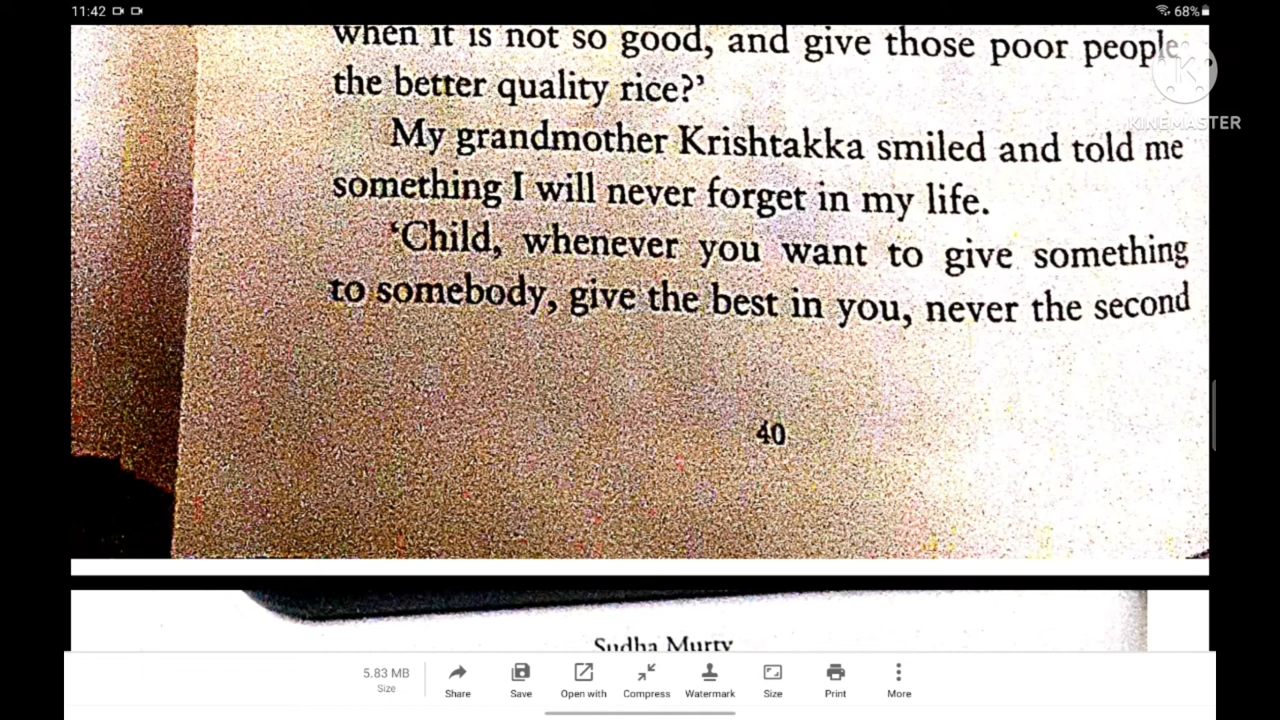 11:42 68%
when it is not so good, and give those poor people
the better quality rice?’
KINEMASTER
My grandmother Krishtakka smiled and told me
something I will never forget in my life.
‘Child, whenever you want to give something
to somebody, give the best in you, never the second
40
Sudha Murty
5.83 MB
Size
Share Save Open with Compress Watermark Size Print More